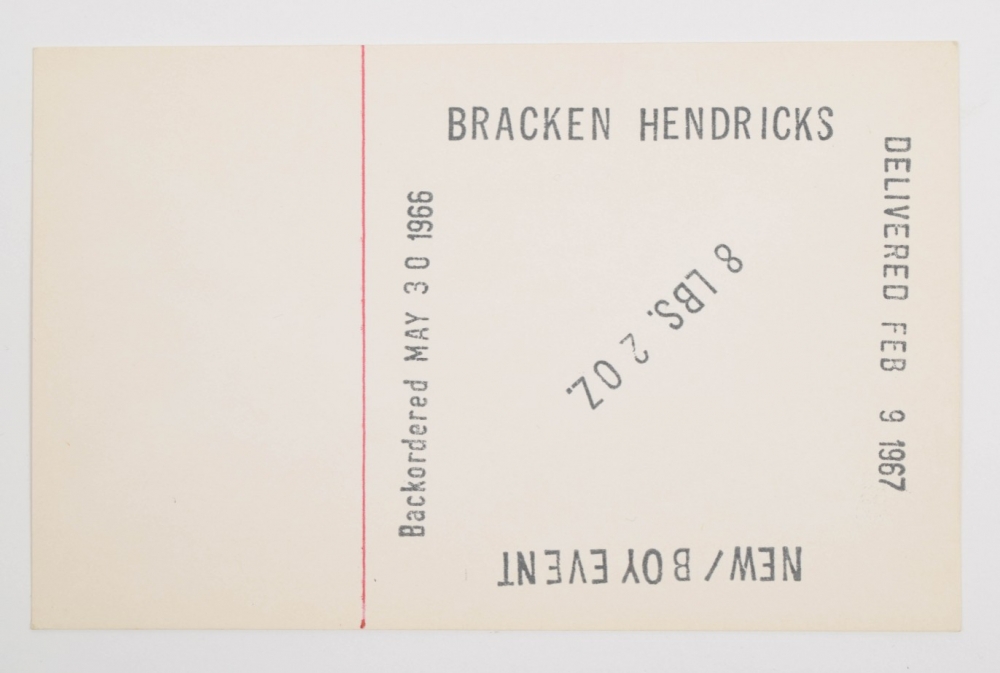 BRACKEN HENDRICKS
DELIVERED FEB 9 1967
NEW/BOY EVENT
Backordered MAY 30 1966
8 LBS. 2 OZ.